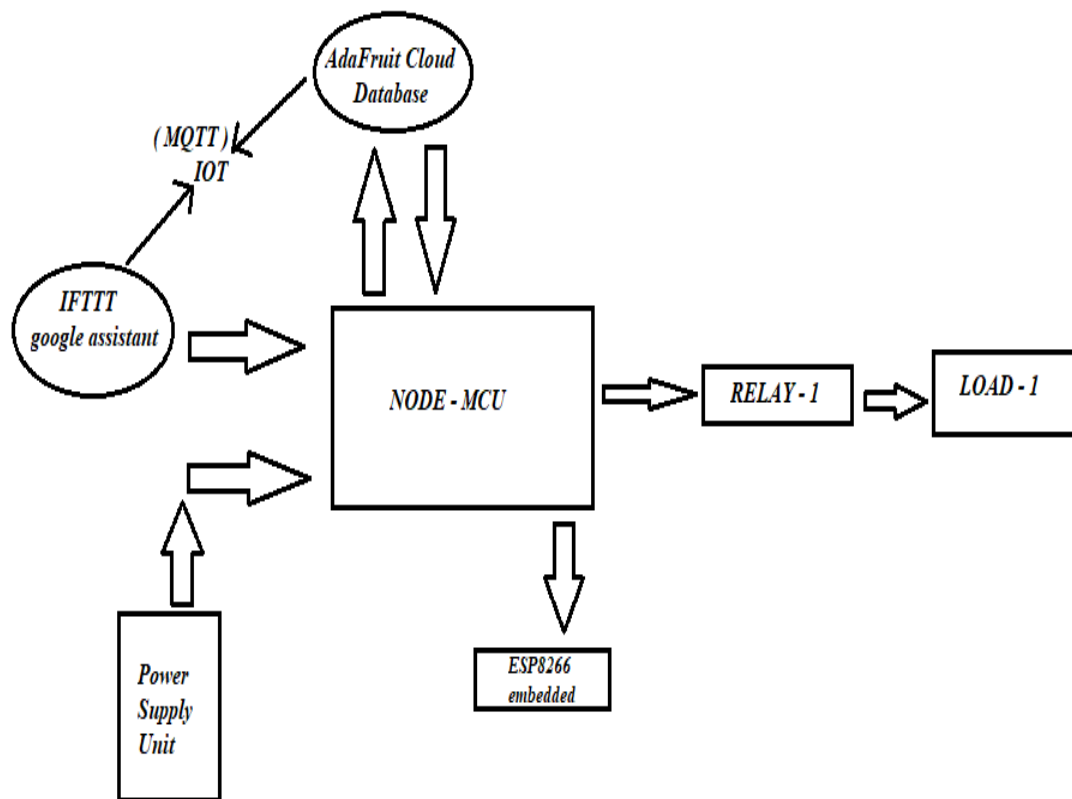 AdaFruit Cloud
Database
( MQTT )
IOT
IFTTT
google assistant
NODE - MCU
RELAY - 1
LOAD - 1
Power
Supply
Unit
ESP8266
embedded